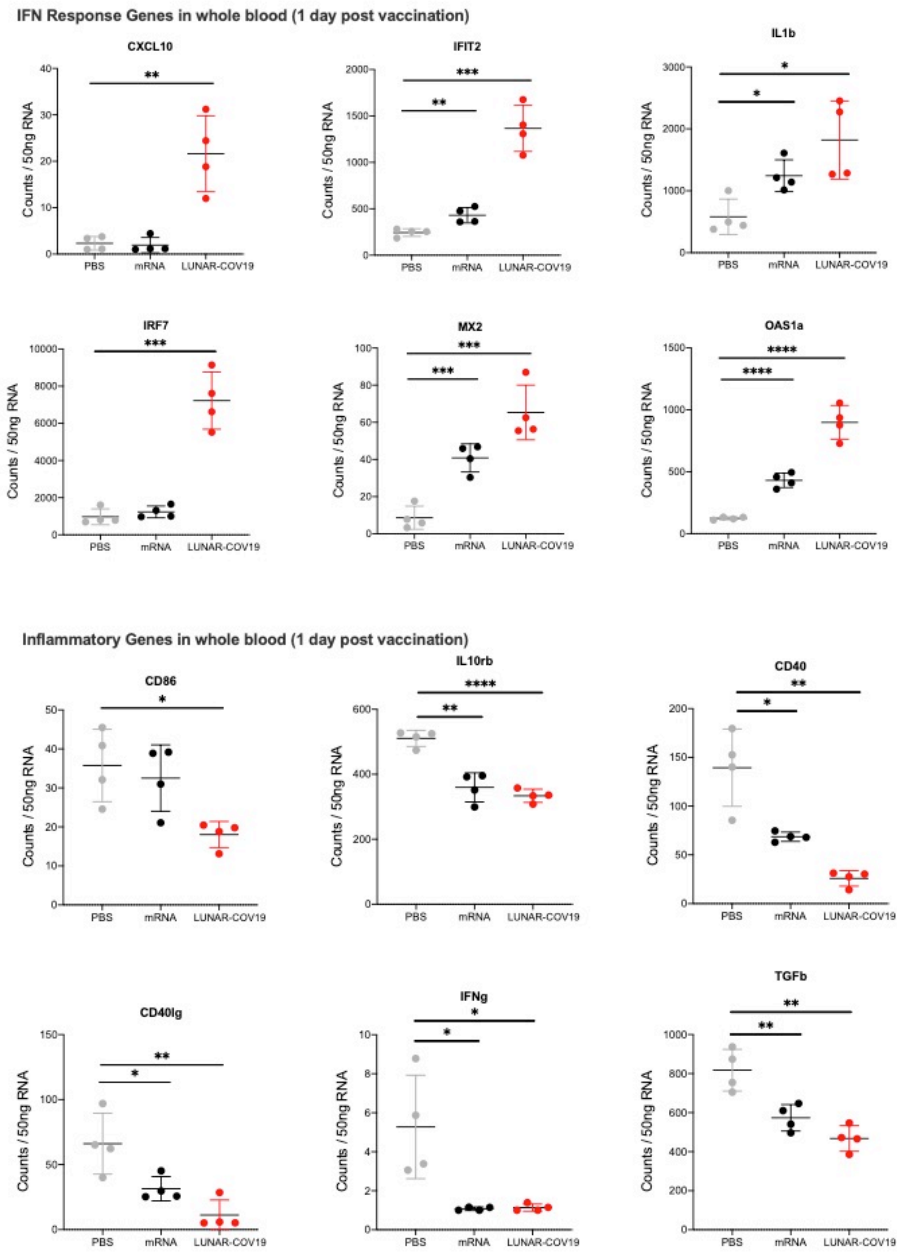 IFN Response Genes in whole blood (1 day post vaccination)
CXCL10
Counts / 50ng RNA
40
30
20
10
0
**
PBS
mRNA
LUNAR-COV19
IFIT2
Counts / 50ng RNA
2000
1500
1000
500
0
***
**
PBS
mRNA
LUNAR-COV19
IL1b
Counts / 50ng RNA
3000
2000
1000
0
*
*
PBS
mRNA
LUNAR-COV19
IRF7
Counts / 50ng RNA
10000
8000
6000
4000
2000
0
***
PBS
mRNA
LUNAR-COV19
MX2
Counts / 50ng RNA
100
80
60
40
20
0
***
***
PBS
mRNA
LUNAR-COV19
OAS1a
Counts / 50ng RNA
1500
1000
500
0
****
****
PBS
mRNA
LUNAR-COV19
Inflammatory Genes in whole blood (1 day post vaccination)
CD86
Counts / 50ng RNA
50
40
30
20
10
0
*
PBS
mRNA
LUNAR-COV19
IL10rb
Counts / 50ng RNA
600
400
200
0
****
**
PBS
mRNA
LUNAR-COV19
CD40
Counts / 50ng RNA
200
150
100
50
0
**
*
PBS
mRNA
LUNAR-COV19
CD40lg
Counts / 50ng RNA
150
100
50
0
**
*
PBS
mRNA
LUNAR-COV19
IFNg
Counts / 50ng RNA
10
8
6
4
2
0
*
*
PBS
mRNA
LUNAR-COV19
TGFb
Counts / 50ng RNA
1000
800
600
400
200
0
**
**
PBS
mRNA
LUNAR-COV19